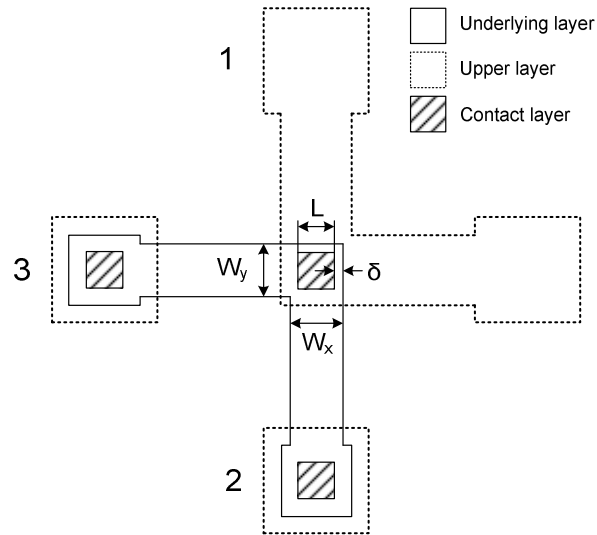 1
Underlying layer
Upper layer
Contact layer
L
3
Wy
δ
Wx
2